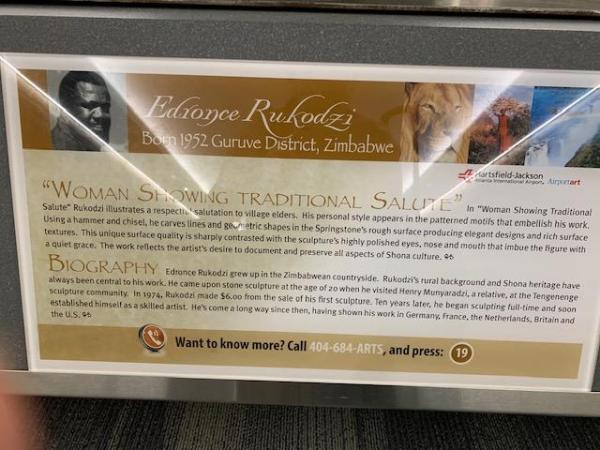 Edronce Rukodzi
Born 1952 Guruve District, Zimbabwe
Hartsfield-Jackson
Atlanta International Airport
Airportart
"WOMAN SHOWING TRADITIONAL SALUTE" In "Woman Showing Traditional
Salute" Rukodzi illustrates a respectful salutation to village elders. His personal style appears in the patterned motifs that embellish his work.
Using a hammer and chisel, he carves lines and geometric shapes in the Springstone's rough surface producing elegant designs and rich surface
textures. This unique surface quality is sharply contrasted with the sculpture's highly polished eyes, nose and mouth that imbue the figure with
a quiet grace. The work reflects the artist's desire to document and preserve all aspects of Shona culture.
BIOGRAPHY Edronce Rukodzi grew up in the Zimbabwean countryside. Rukodzi's rural background and Shona heritage have
always been central to his work. He came upon stone sculpture at the age of 20 when he visited Henry Munyaradzi, a relative, at the Tengenenge
sculpture community. In 1974, Rukodzi made $6.00 from the sale of his first sculpture. Ten years later, he began sculpting full-time and soon
established himself as a skilled artist. He's come a long way since then, having shown his work in Germany, France, the Netherlands, Britain and
the U.S.
Want to know more? Call 404-684-ARTS, and press: 19